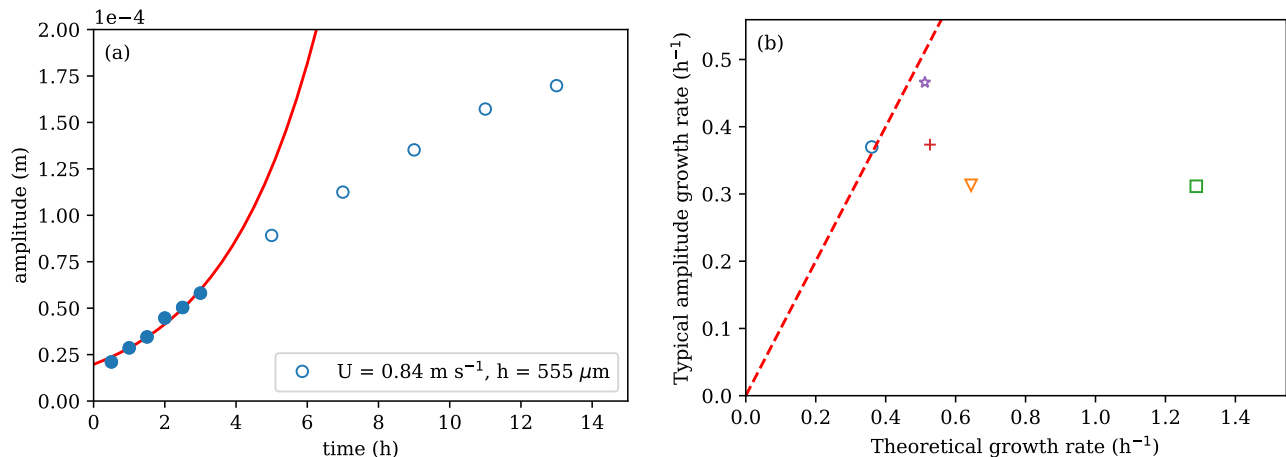 1e−4
(a)
2.00
1.75
1.50
1.25
1.00
0.75
0.50
0.25
0.00
amplitude (m)
0 2 4 6 8 10 12 14
time (h)
U = 0.84 m s⁻¹, h = 555 μm
(b)
0.5
0.4
0.3
0.2
0.1
0.0
Typical amplitude growth rate (h⁻¹)
0.0 0.2 0.4 0.6 0.8 1.0 1.2 1.4
Theoretical growth rate (h⁻¹)